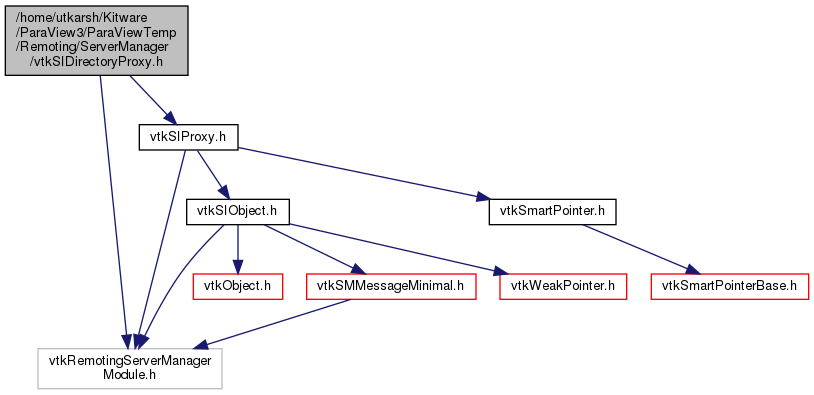 /home/utkarsh/Kitware
/ParaView3/ParaViewTemp
/Remoting/ServerManager
/vtkSIDirectoryProxy.h
vtkSIProxy.h
vtkSIObject.h
vtkSmartPointer.h
vtkObject.h
vtkSMMessageMinimal.h
vtkWeakPointer.h
vtkSmartPointerBase.h
vtkRemotingServerManager
Module.h